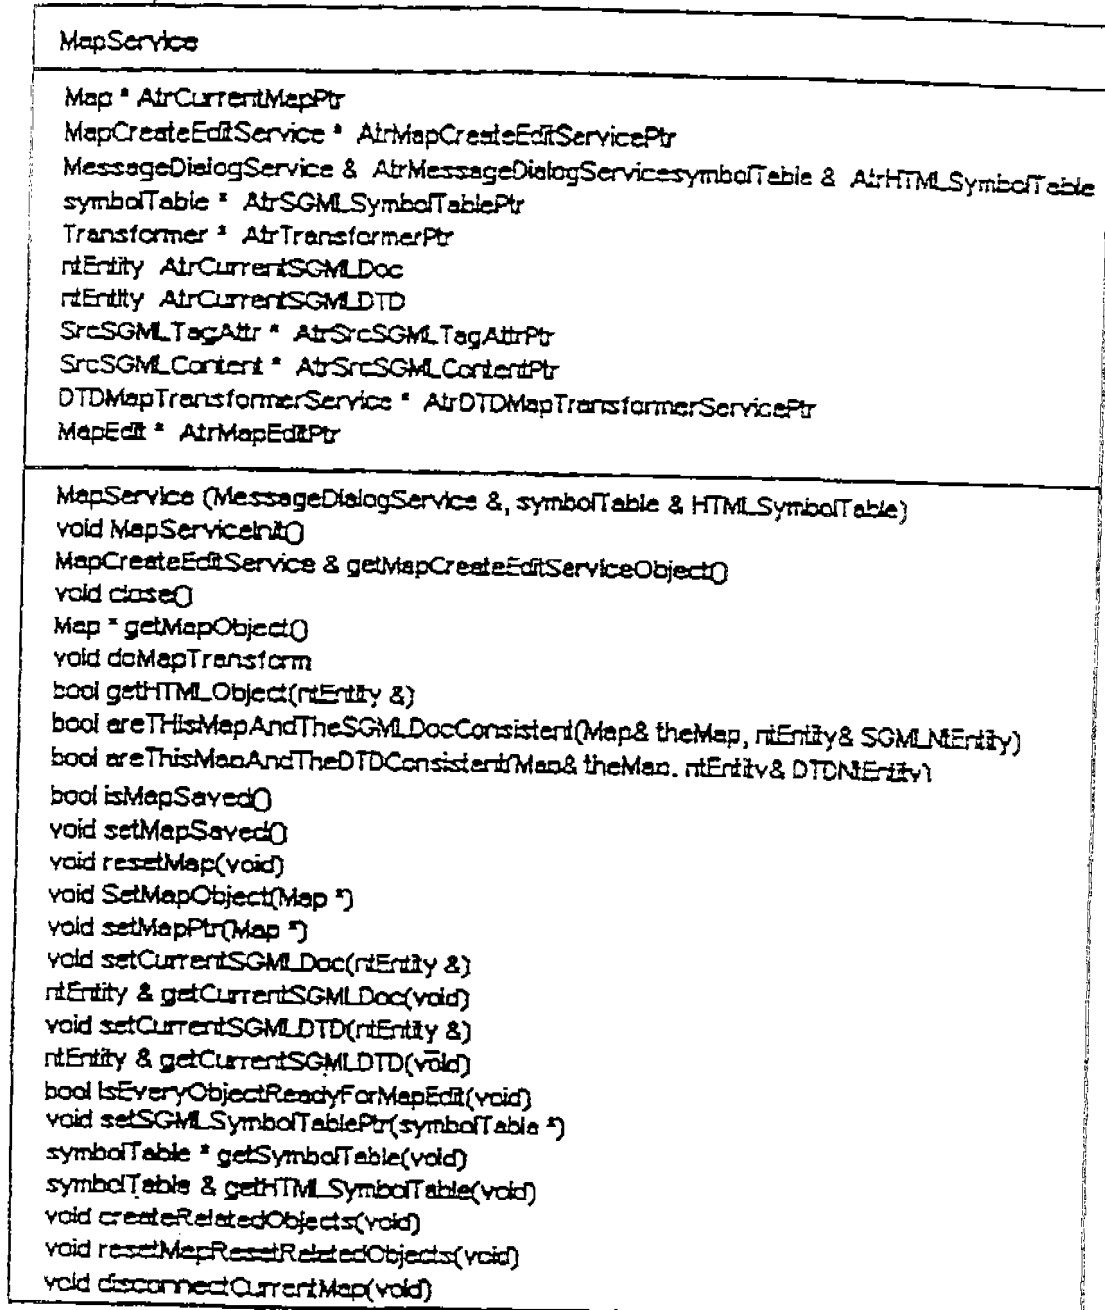 MapService
Map * AtrCurrentMapPtr
MapCreateEditService * AtrMapCreateEditServicePtr
MessageDialogService & AtrMessageDialogServicesymbolTable & AtrHTMLSymbolTable
symbolTable * AtrSGMLSymbolTablePtr
Transformer * AtrTransformerPtr
ntEntity AtrCurrentSGMLDoc
ntEntity AtrCurrentSGMLDTD
SrcSGMLTagAttr * AtrSrcSGMLTagAttrPtr
SrcSGMLContent * AtrSrcSGMLContentPtr
DTDMapTransformerService * AtrDTDMapTransformerServicePtr
MapEdit * AtrMapEditPtr
MapService (MessageDialogService &, symbolTable & HTMLSymbolTable)
void MapServiceInit()
MapCreateEditService & getMapCreateEditServiceObject()
void close()
Map * getMapObject()
void doMapTransform
bool getHTMLObject(ntEntity &)
bool areTHisMapAndTheSGMLDocConsistent(Map& theMap, ntEntity& SGMLNtEntity)
bool areThisMapAndTheDTDConsistent(Map& theMap, ntEntity& DTDNtEntity)
bool isMapSaved()
void setMapSaved()
void resetMap(void)
void SetMapObject(Map *)
void setMapPtr(Map *)
void setCurrentSGMLDoc(ntEntity &)
ntEntity & getCurrentSGMLDoc(void)
void setCurrentSGMLDTD(ntEntity &)
ntEntity & getCurrentSGMLDTD(void)
bool IsEveryObjectReadyForMapEdit(void)
void setSGMLSymbolTablePtr(symbolTable *)
symbolTable * getSymbolTable(void)
symbolTable & getHTMLSymbolTable(void)
void createRelatedObjects(void)
void resetMapResetRelatedObjects(void)
void disconnectCurrentMap(void)